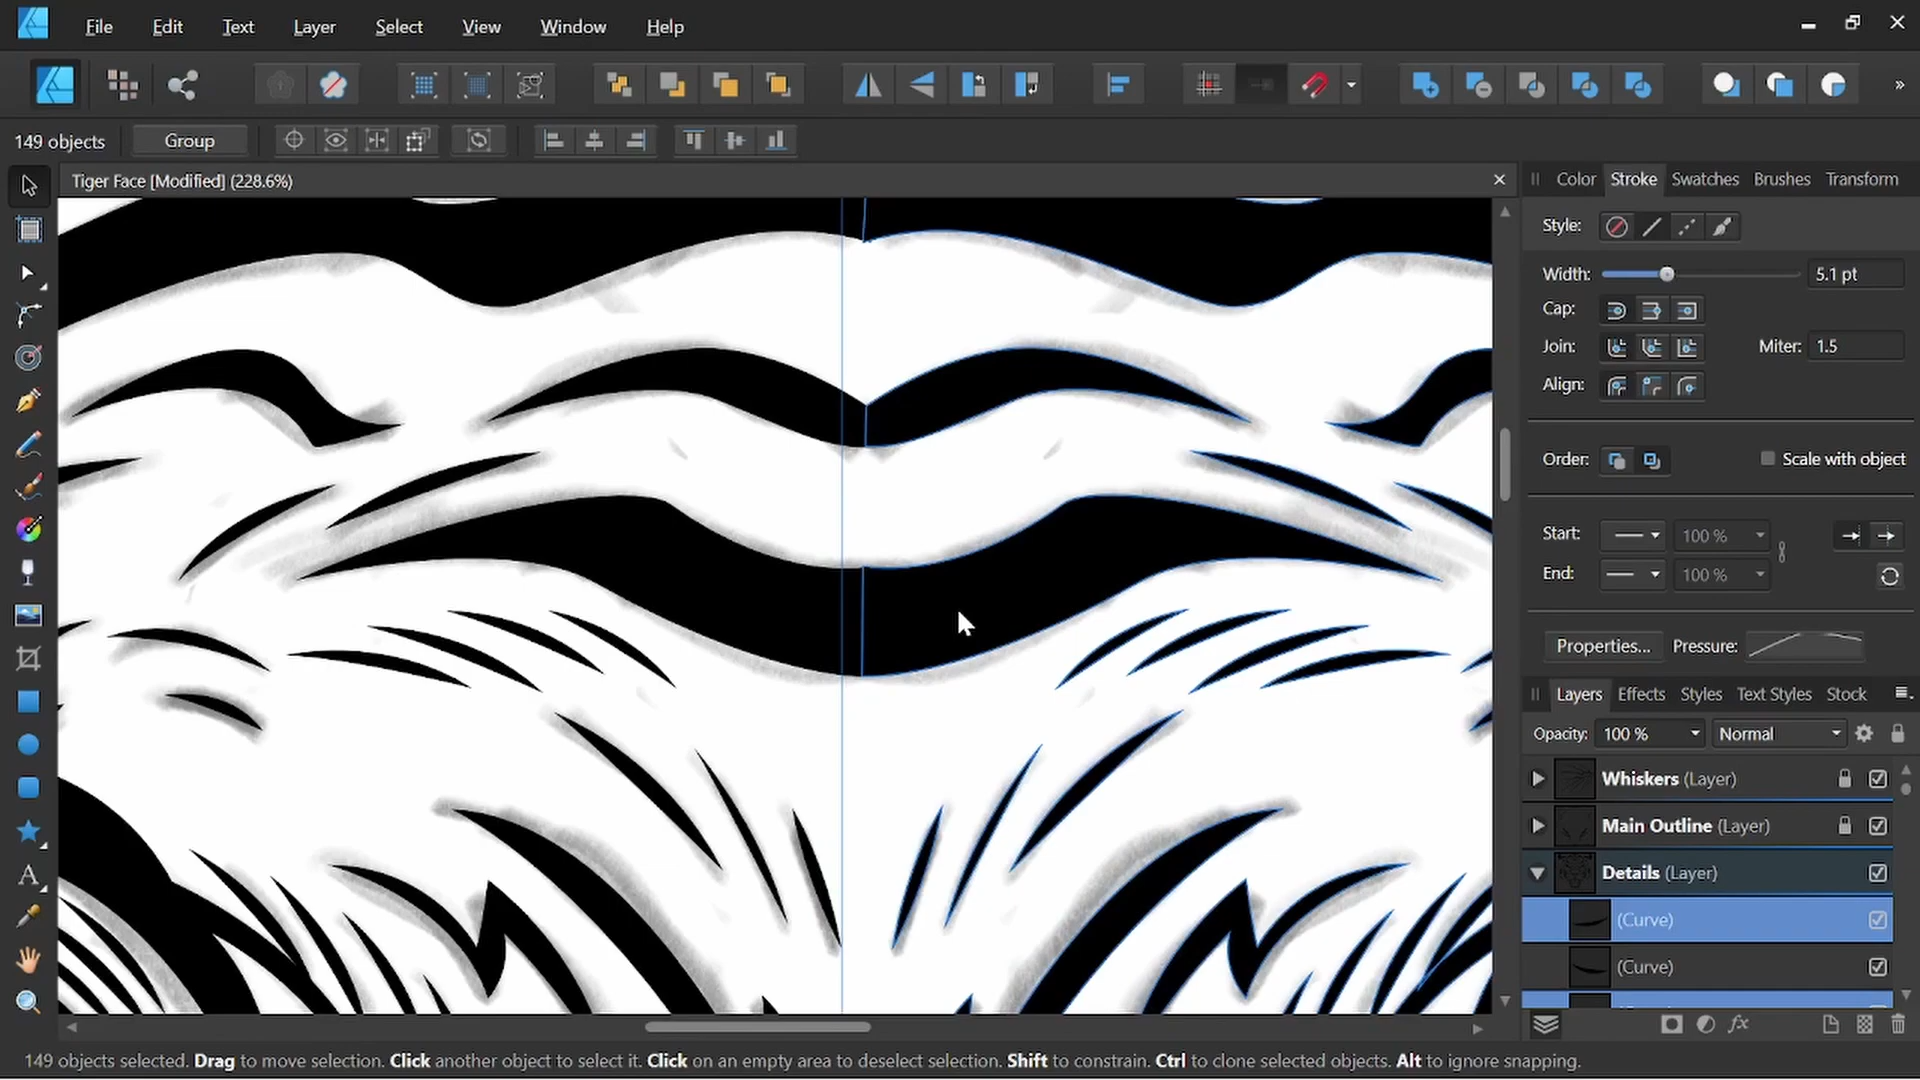 File Edit Text Layer Select View Window Help
149 objects Group
Tiger Face [Modified] (228.6%)
Color Stroke Swatches Brushes Transform
Style:
Width: 5.1 pt
Cap:
Join: Miter: 1.5
Align:
Order: Scale with object
Start: 100 %
End: 100 %
Properties... Pressure:
Layers Effects Styles Text Styles Stock
Opacity: 100 % Normal
Whiskers (Layer)
Main Outline (Layer)
Details (Layer)
(Curve)
(Curve)
149 objects selected. Drag to move selection. Click another object to select it. Click on an empty area to deselect selection. Shift to constrain. Ctrl to clone selected objects. Alt to ignore snapping.